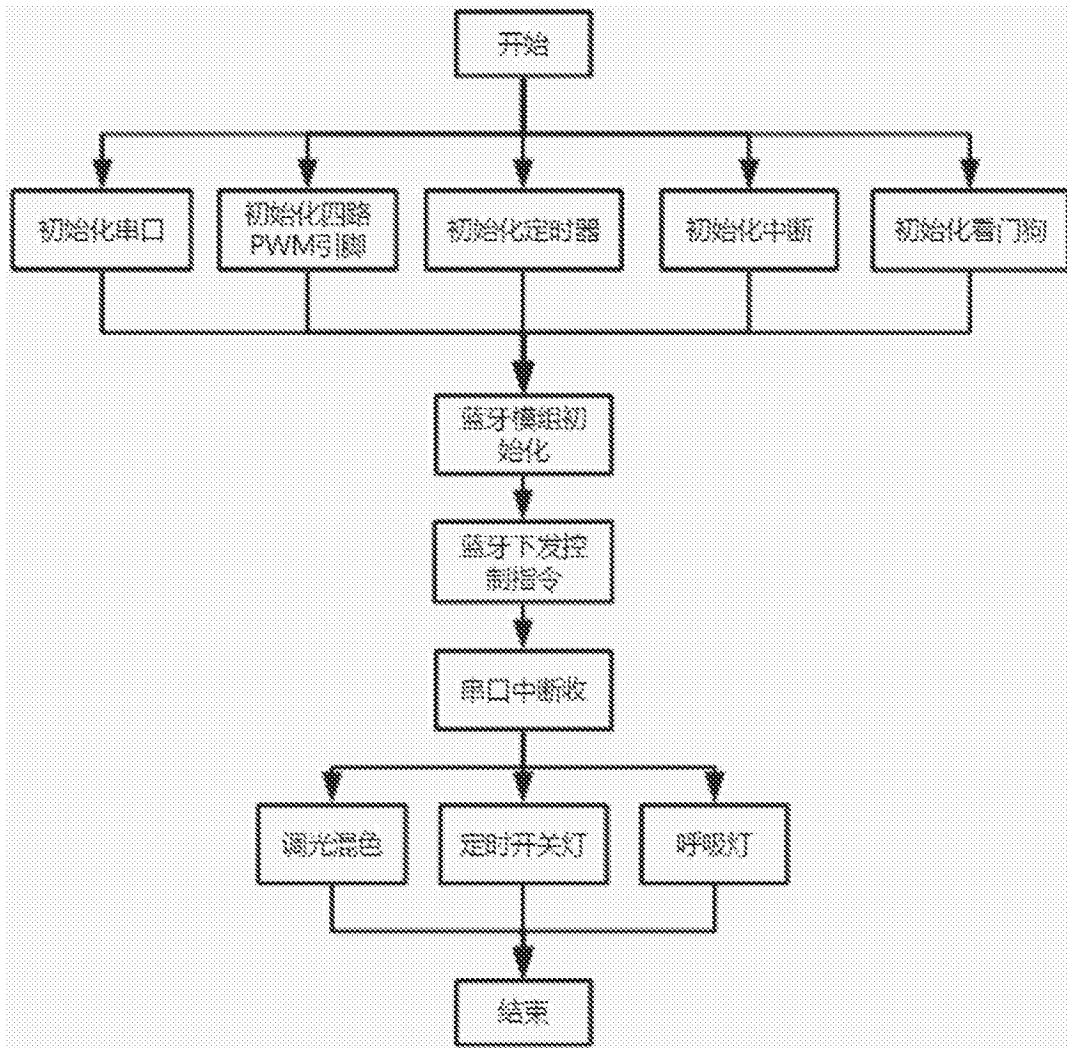 开始
初始化串口
初始化四路
PWM引脚
初始化定时器
初始化中断
初始化看门狗
蓝牙模组初
始化
蓝牙下发控
制指令
串口中断收
调光混色
定时开关灯
呼吸灯
结束